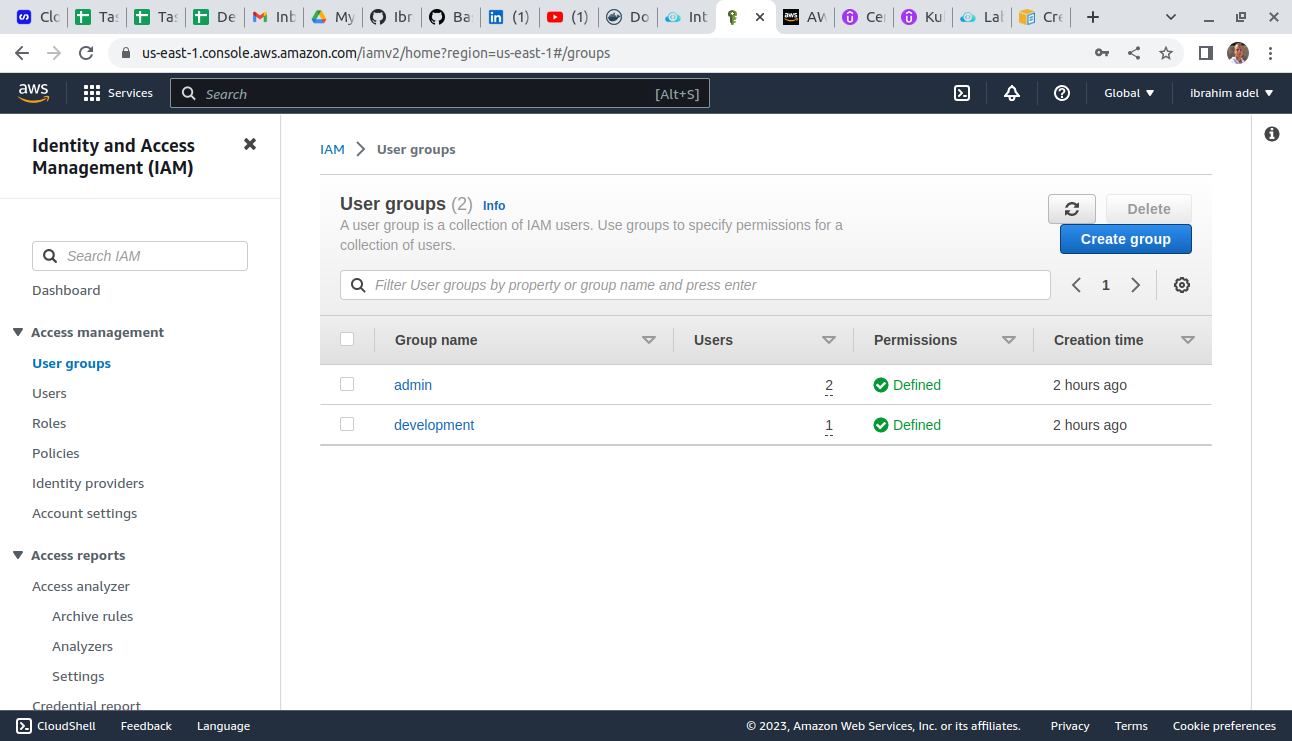 Clo
Tas
Tas
De
Inb
My
Ibr
Bas
(1)
(1)
Do
Int
AW
Cer
Kul
Lab
Cre
us-east-1.console.aws.amazon.com/iamv2/home?region=us-east-1#/groups
aws
Services
Search
[Alt+S]
Global
ibrahim adel
Identity and Access
Management (IAM)
Search IAM
Dashboard
Access management
User groups
Users
Roles
Policies
Identity providers
Account settings
Access reports
Access analyzer
Archive rules
Analyzers
Settings
Credential report
IAM > User groups
User groups (2) Info
A user group is a collection of IAM users. Use groups to specify permissions for a
collection of users.
Delete
Create group
Filter User groups by property or group name and press enter
1
Group name Users Permissions Creation time
admin 2 Defined 2 hours ago
development 1 Defined 2 hours ago
CloudShell Feedback Language © 2023, Amazon Web Services, Inc. or its affiliates. Privacy Terms Cookie preferences